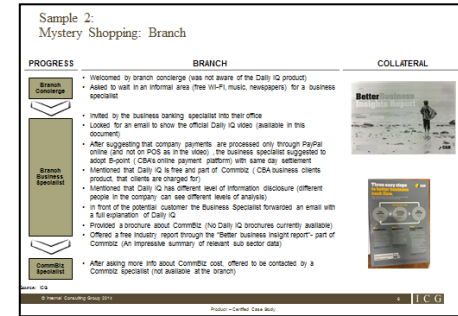 Sample 2:
Mystery Shopping: Branch
PROGRESS
BRANCH
COLLATERAL
Branch
Concierge
• Welcomed by branch concierge (was not aware of the Daily IQ product)
• Asked to wait in an informal area (free Wi-Fi, music, newspapers) for a business
specialist
Branch
Business
Specialist
• Invited by the business banking specialist into their office
• Looked for an email to show the official Daily IQ video (available in this
document)
• After suggesting that company payments are processed only through PayPal
online (and not on POS as in the video) , the business specialist suggested to
adopt E-point ( CBA's online payment platform) with same day settlement
• Mentioned that Daily IQ is free and part of Commbiz ( CBA business clients
product, that clients are charged for)
• Mentioned that Daily IQ has different level of information disclosure (different
people in the company can see different levels of analysis)
• In front of the potential customer the Business Specialist forwarded an email with
a full explanation of Daily IQ
• Provided a brochure about CommBiz (No Daily IQ brochures currently available)
• Offered a free industry report through the "Better business insight report"- part of
Commbiz (An impressive summary of relevant sub sector data)
CommBiz
Specialist
• After asking more info about CommBiz cost, offered to be contacted by a
Commbiz specialist (not available at the branch)
Better Business
Insights Report
Three easy steps
Source: ICG
© Internal Consulting Group 2014
4
ICG
Product – Certified Case Study